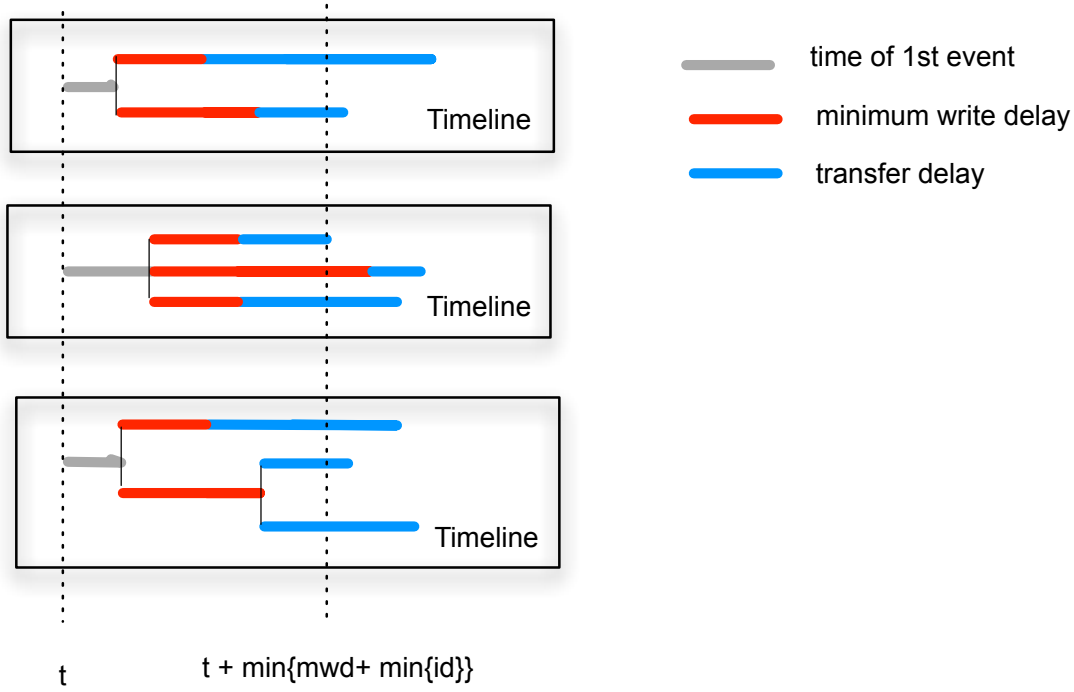 time of 1st event
minimum write delay
transfer delay
Timeline
Timeline
Timeline
t
t + min{mwd+ min{id}}